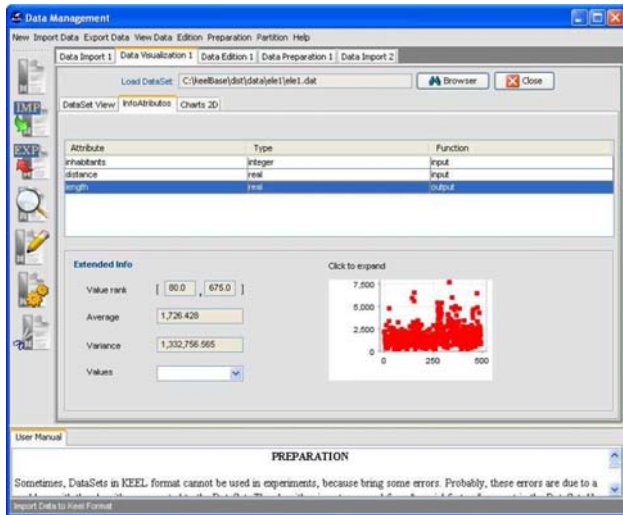 Data Management
New Import Data Export Data View Data Edition Preparation Partition Help
Data Import 1 Data Visualization 1 Data Edition 1 Data Preparation 1 Data Import 2
Load DataSet C:\keelBase\dist\data\ele1\ele1.dat Browser Close
DataSet View InfoAtributos Charts 2D
IMP
Attribute Type Function
EXP
inhabitants integer input
distance real input
length real output
Extended Info
Click to expand
Value rank [ 80.0 , 675.0 ]
Average 1,726.428
Variance 1,332,756.565
Values
7,500
5,000
2,500
0
0 250 500
User Manual
PREPARATION
Sometimes, DataSets in KEEL format cannot be used in experiments, because bring some errors. Probably, these errors are due to a
Import Data to Keel Format